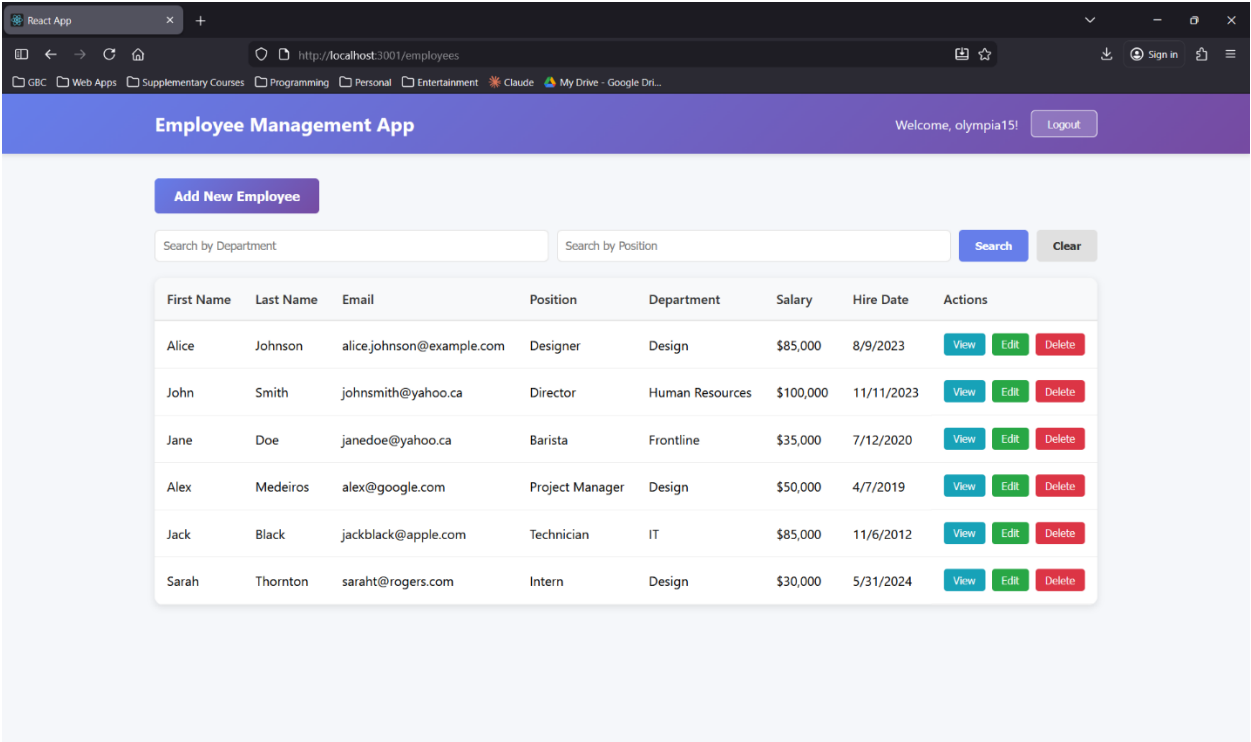 React App
http://localhost:3001/employees
Sign in
GBC Web Apps Supplementary Courses Programming Personal Entertainment Claude My Drive - Google Dri...
Employee Management App
Welcome, olympia15! Logout
Add New Employee
Search by Department Search by Position Search Clear
First Name Last Name Email Position Department Salary Hire Date Actions
Alice Johnson alice.johnson@example.com Designer Design $85,000 8/9/2023 View Edit Delete
John Smith johnsmith@yahoo.ca Director Human Resources $100,000 11/11/2023 View Edit Delete
Jane Doe janedoe@yahoo.ca Barista Frontline $35,000 7/12/2020 View Edit Delete
Alex Medeiros alex@google.com Project Manager Design $50,000 4/7/2019 View Edit Delete
Jack Black jackblack@apple.com Technician IT $85,000 11/6/2012 View Edit Delete
Sarah Thornton saraht@rogers.com Intern Design $30,000 5/31/2024 View Edit Delete